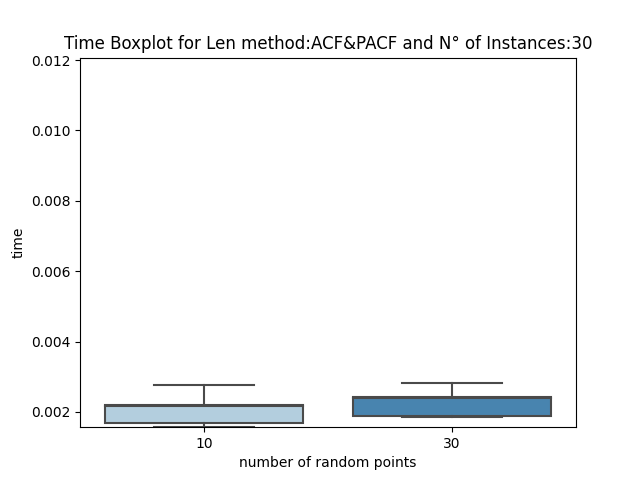 Time Boxplot for Len method:ACF&PACF and N° of Instances:30
0.012
0.010
0.008
0.006
0.004
0.002
time
10 30
number of random points